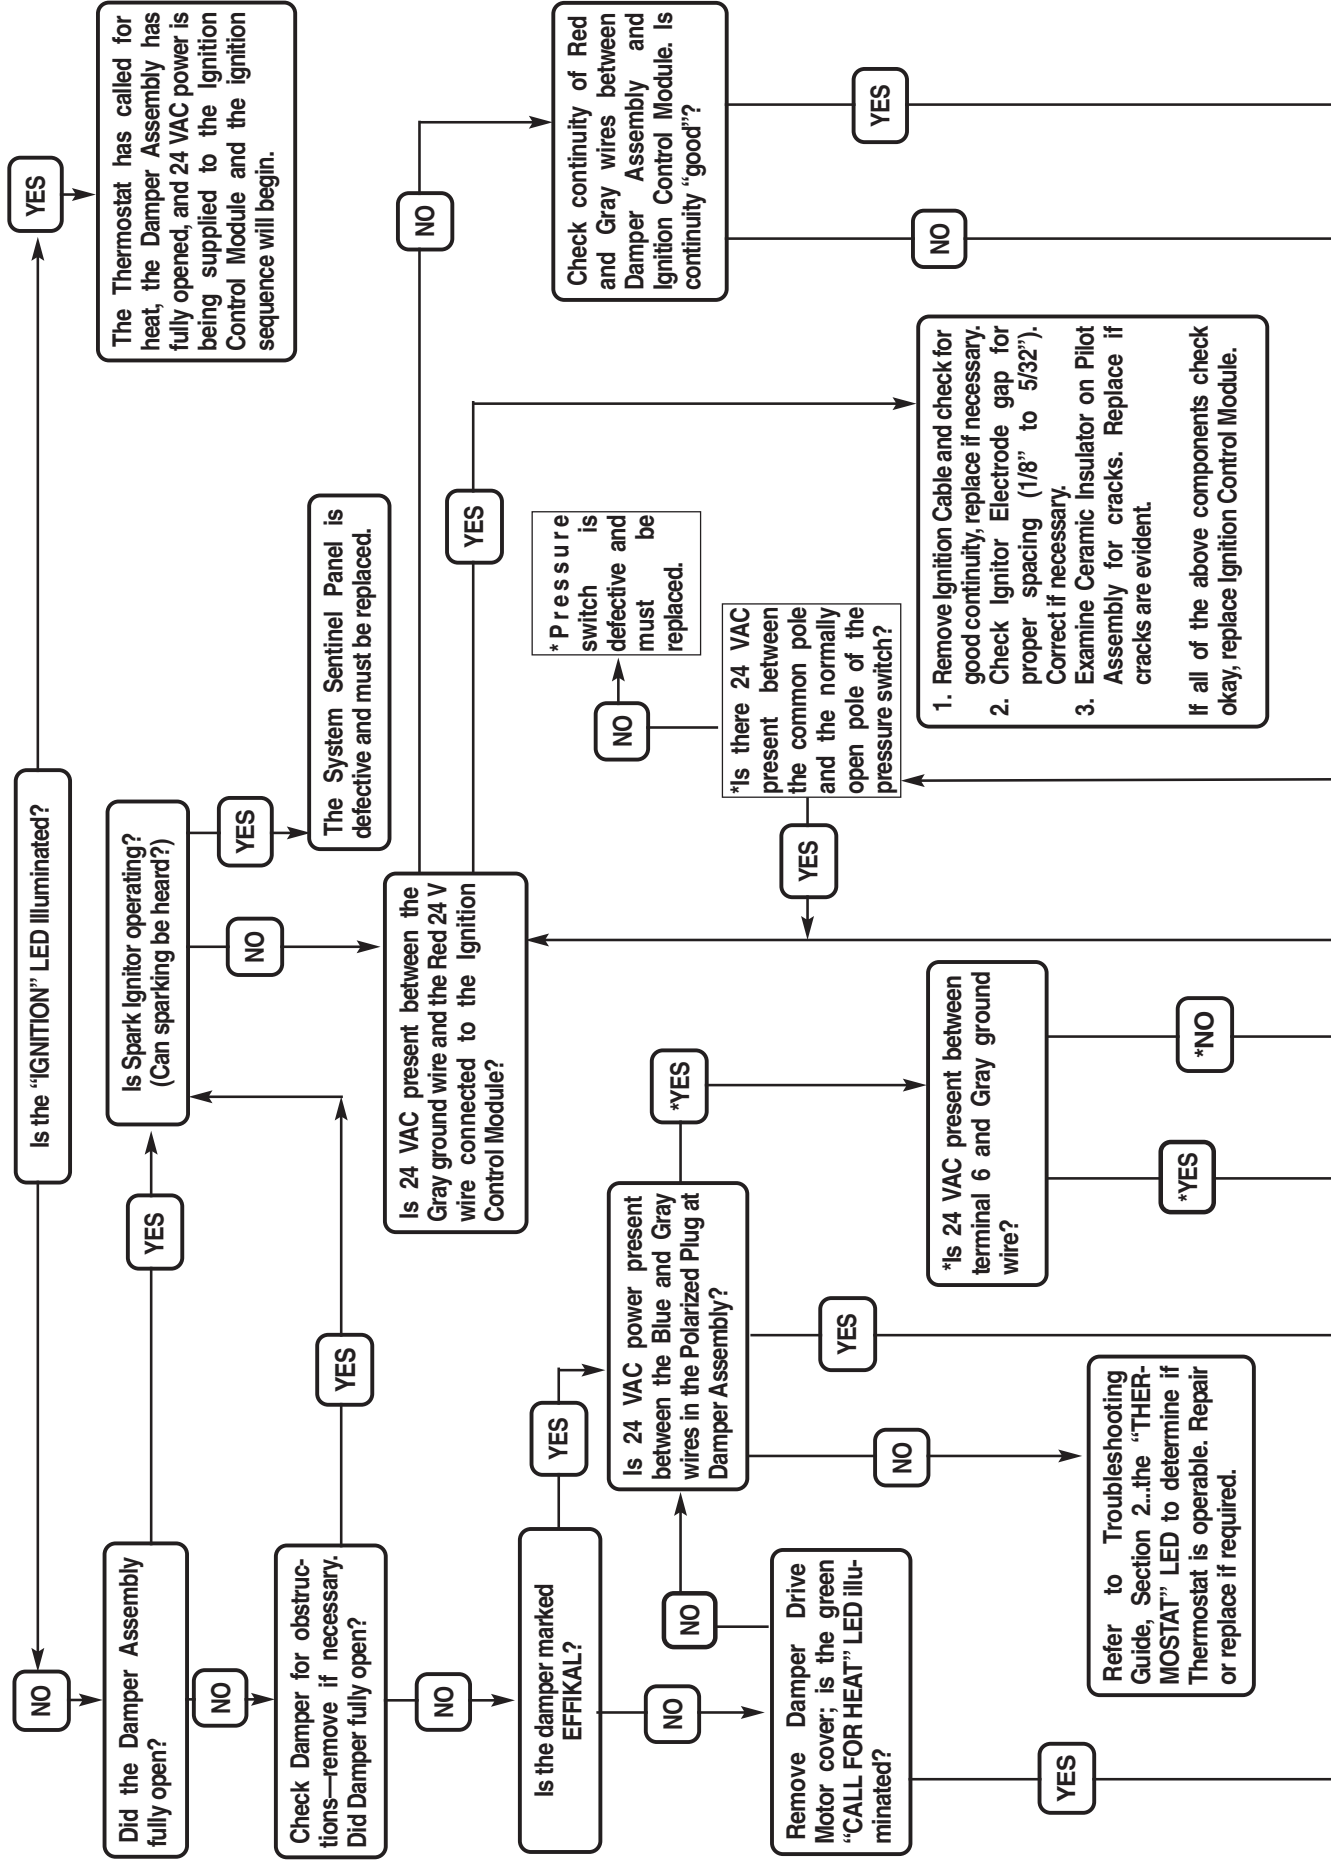 Is the “IGNITION” LED Illuminated?
YES
The Thermostat has called for
heat, the Damper Assembly has
fully opened, and 24 VAC power is
being supplied to the Ignition
Control Module and the ignition
sequence will begin.
NO
Did the Damper Assembly
fully open?
YES
Is Spark Ignitor operating?
(Can sparking be heard?)
YES
The System Sentinel Panel is
defective and must be replaced.
NO
NO
Check Damper for obstruc-
tions—remove if necessary.
Did Damper fully open?
YES
Is 24 VAC present between the
Gray ground wire and the Red 24 V
wire connected to the Ignition
Control Module?
NO
Check continuity of Red
and Gray wires between
Damper Assembly and
Ignition Control Module. Is
continuity “good”?
YES
NO
YES
1. Remove Ignition Cable and check for
good continuity, replace if necessary.
2. Check Ignitor Electrode gap for
proper spacing (1/8” to 5/32”).
Correct if necessary.
3. Examine Ceramic Insulator on Pilot
Assembly for cracks. Replace if
cracks are evident.
If all of the above components check
okay, replace Ignition Control Module.
NO
Is the damper marked
EFFIKAL?
YES
Is 24 VAC power present
between the Blue and Gray
wires in the Polarized Plug at
Damper Assembly?
*YES
*Is 24 VAC present between
terminal 6 and Gray ground
wire?
*YES
*NO
YES
*Is there 24 VAC
present between
the common pole
and the normally
open pole of the
pressure switch?
NO
*Pressure
switch is
defective and
must be
replaced.
NO
Remove Damper Drive
Motor cover; is the green
“CALL FOR HEAT” LED illu-
minated?
NO
YES
YES
NO
Refer to Troubleshooting
Guide, Section 2...the “THER-
MOSTAT” LED to determine if
Thermostat is operable. Repair
or replace if required.